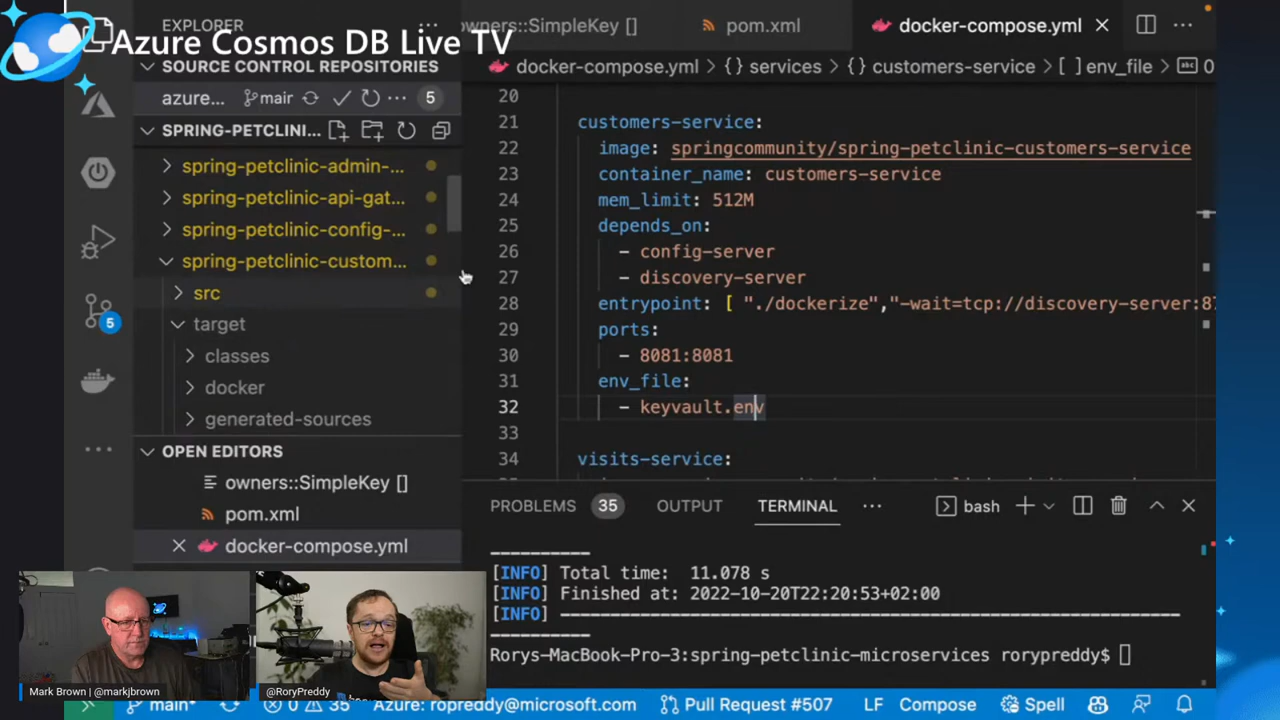 Azure Cosmos DB Live TV
EXPLORER
SOURCE CONTROL REPOSITORIES
azure... main 5
SPRING-PETCLINI...
spring-petclinic-admin-...
spring-petclinic-api-gat...
spring-petclinic-config-...
spring-petclinic-custom...
src
target
classes
docker
generated-sources
OPEN EDITORS
owners::SimpleKey []
pom.xml
docker-compose.yml
5
owners::SimpleKey []
pom.xml
docker-compose.yml
docker-compose.yml > {} services > {} customers-service > [ ] env_file > abc 0
20
21 customers-service:
22 image: springcommunity/spring-petclinic-customers-service
23 container_name: customers-service
24 mem_limit: 512M
25 depends_on:
26 - config-server
27 - discovery-server
28 entrypoint: [ "./dockerize","-wait=tcp://discovery-server:87
29 ports:
30 - 8081:8081
31 env_file:
32 - keyvault.env
33
34 visits-service:
PROBLEMS 35 OUTPUT TERMINAL ... bash
----------
[INFO] Total time: 11.078 s
[INFO] Finished at: 2022-10-20T22:20:53+02:00
[INFO] ------------------------------------------------------------
----------
Rorys-MacBook-Pro-3:spring-petclinic-microservices rorypreddy$
Mark Brown | @markjbrown
@RoryPreddy
main* 0 35 Azure: ropreddy@microsoft.com Pull Request #507 LF Compose Spell